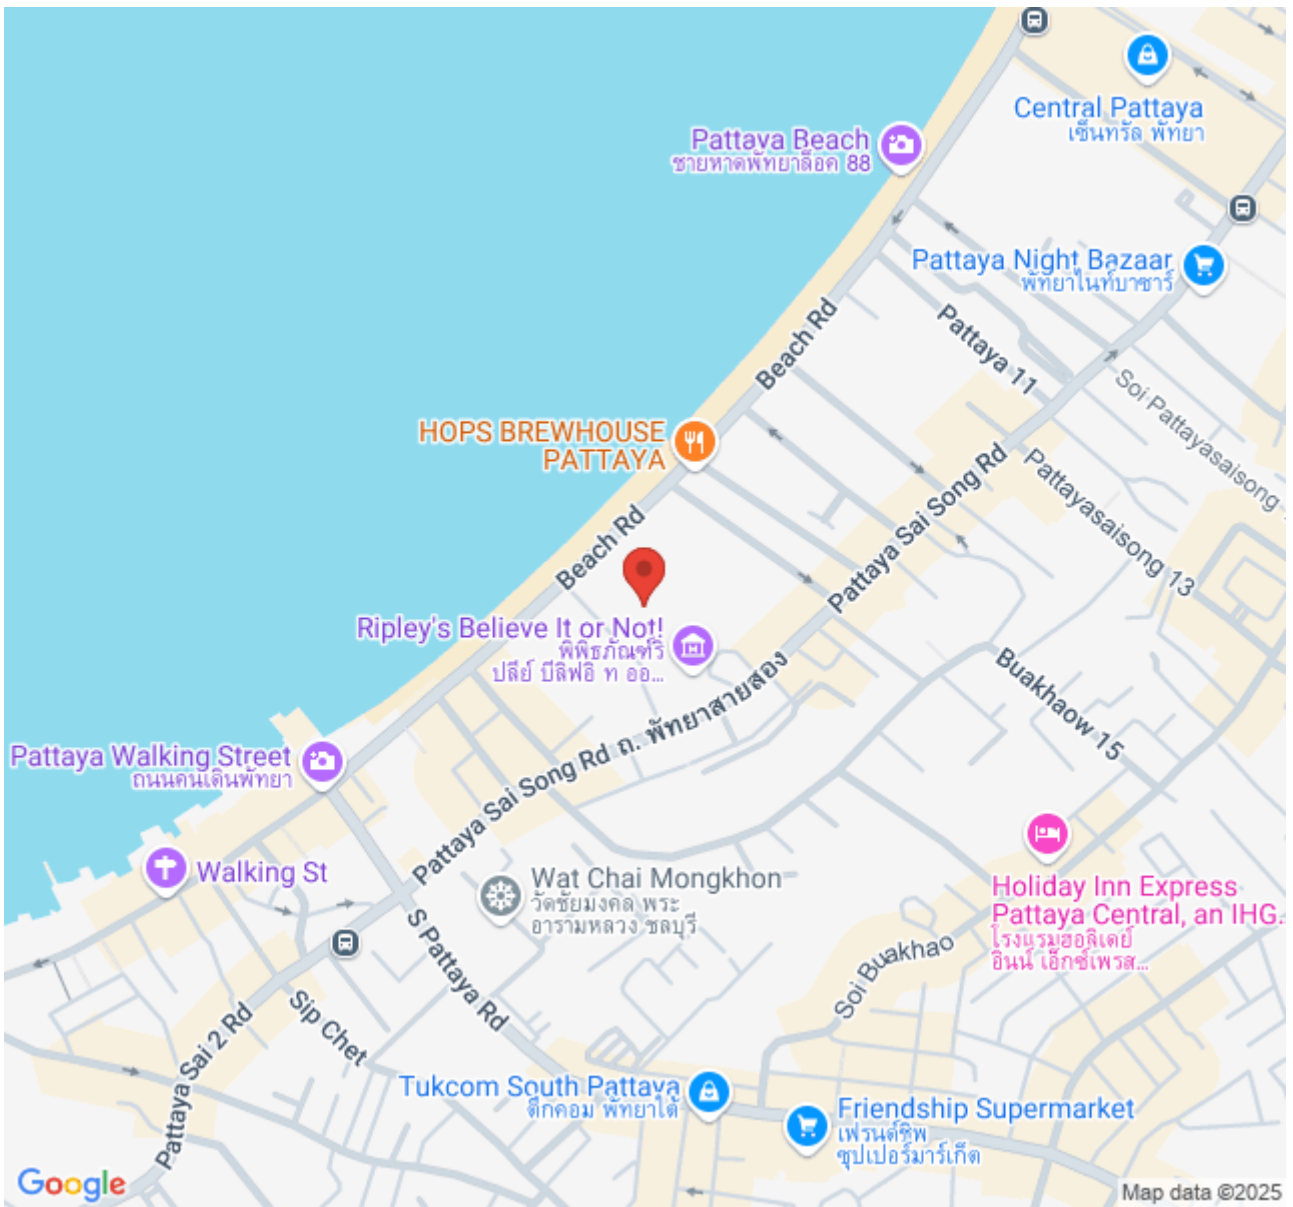 Central Pattaya
เซ็นทรัล พัทยา
Pattaya Beach
ชายหาดพัทยาล็อค 88
Pattaya Night Bazaar
พัทยาไนท์บาซาร์
Beach Rd
Pattaya 11
Soi Pattayasaisong
HOPS BREWHOUSE
PATTAYA
Pattayasaisong 13
Pattaya Sai Song Rd
Beach Rd
Ripley's Believe It or Not!
พิพิธภัณฑ์ริ
ปลีย์ บีลิฟอิ ท ออ...
Buakhaow 15
Pattaya Sai Song Rd ถ. พัทยาสายสอง
Pattaya Walking Street
ถนนคนเดินพัทยา
Walking St
Wat Chai Mongkhon
วัดชัยมงคล พระ
อารามหลวง ชลบุรี
Holiday Inn Express
Pattaya Central, an IHG...
โรงแรมฮอลิเดย์
อินน์ เอ็กซ์เพรส...
S Pattaya Rd
Soi Buakhao
Sip Chet
Pattaya Sai 2 Rd
Tukcom South Pattaya
ตึกคอม พัทยาใต้
Friendship Supermarket
เฟรนด์ชิพ
ซุปเปอร์มาร์เก็ต
Google
Map data ©2025